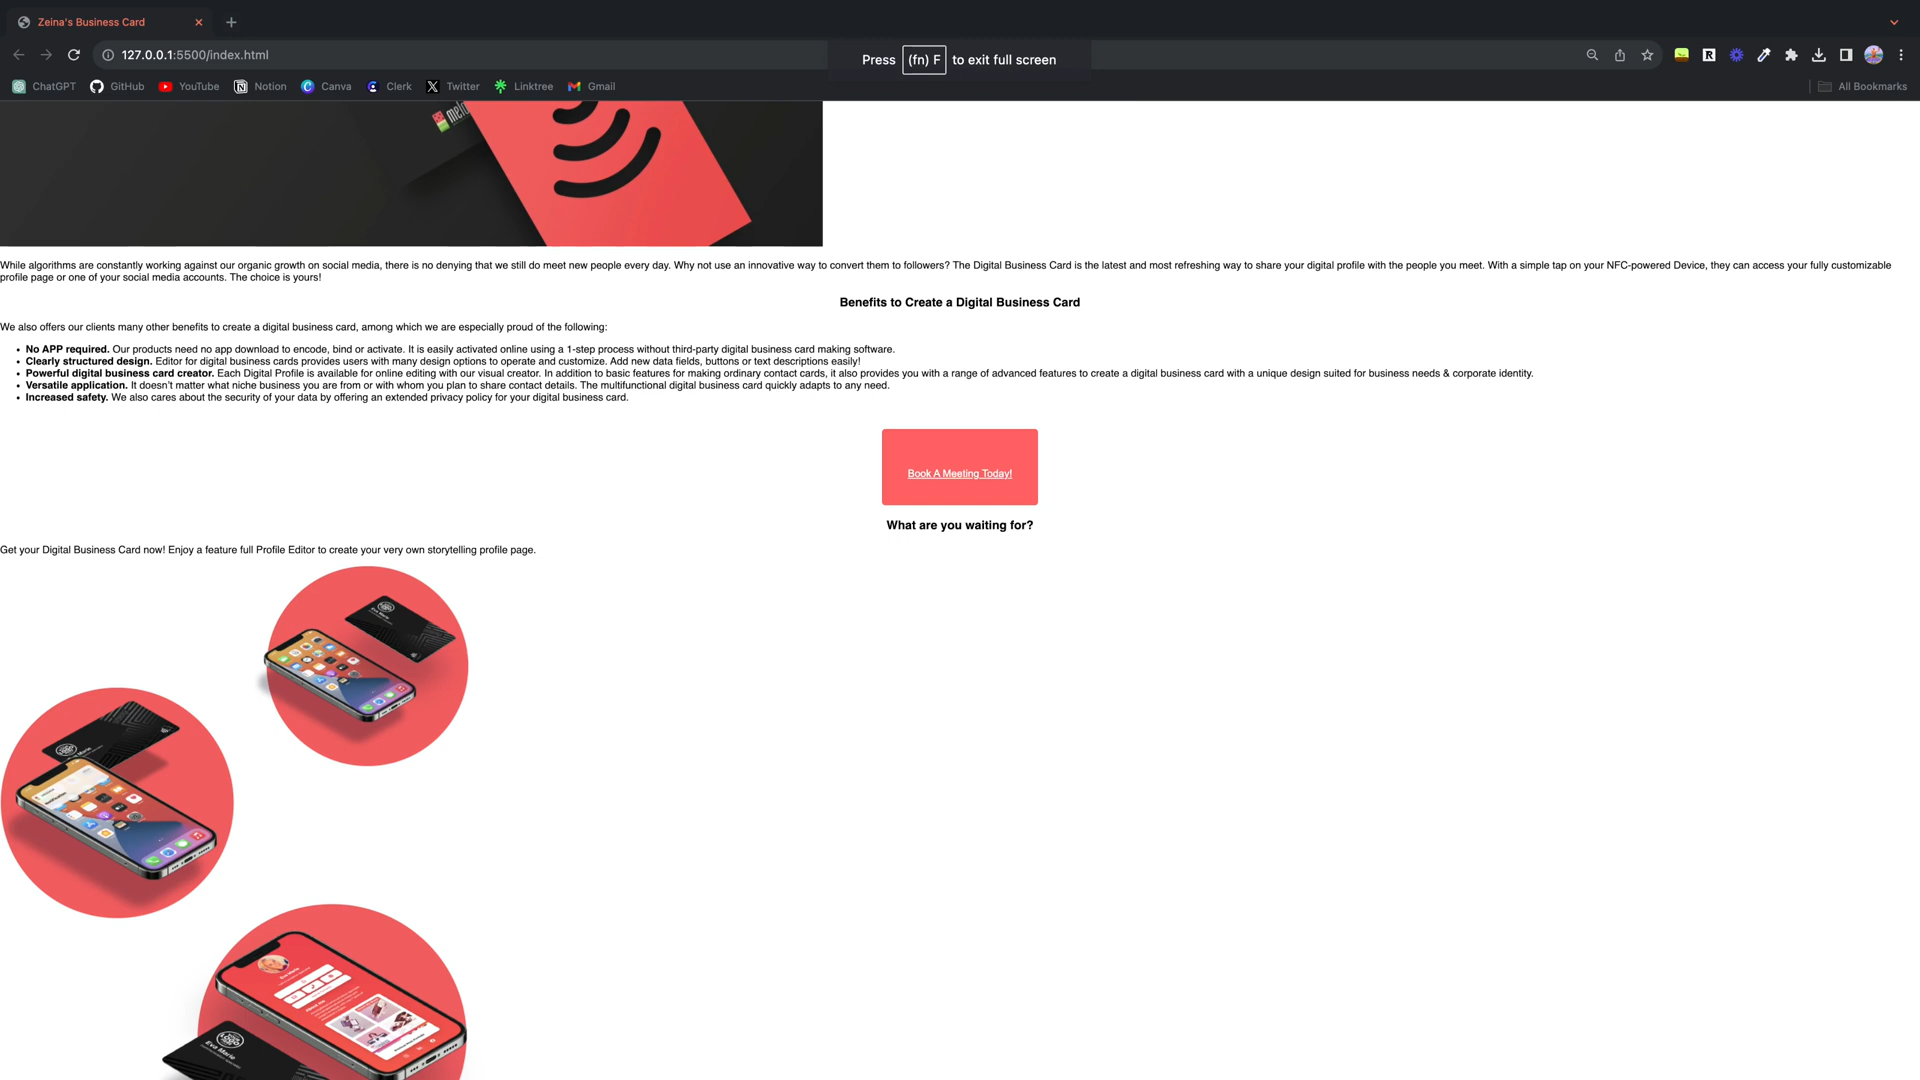 Zeina's Business Card
127.0.0.1:5500/index.html
Press (fn) F to exit full screen
ChatGPT GitHub YouTube Notion Canva Clerk Twitter Linktree Gmail All Bookmarks
While algorithms are constantly working against our organic growth on social media, there is no denying that we still do meet new people every day. Why not use an innovative way to convert them to followers? The Digital Business Card is the latest and most refreshing way to share your digital profile with the people you meet. With a simple tap on your NFC-powered Device, they can access your fully customizable
profile page or one of your social media accounts. The choice is yours!
Benefits to Create a Digital Business Card
We also offers our clients many other benefits to create a digital business card, among which we are especially proud of the following:
• No APP required. Our products need no app download to encode, bind or activate. It is easily activated online using a 1-step process without third-party digital business card making software.
• Clearly structured design. Editor for digital business cards provides users with many design options to operate and customize. Add new data fields, buttons or text descriptions easily!
• Powerful digital business card creator. Each Digital Profile is available for online editing with our visual creator. In addition to basic features for making ordinary contact cards, it also provides you with a range of advanced features to create a digital business card with a unique design suited for business needs & corporate identity.
• Versatile application. It doesn't matter what niche business you are from or with whom you plan to share contact details. The multifunctional digital business card quickly adapts to any need.
• Increased safety. We also cares about the security of your data by offering an extended privacy policy for your digital business card.
Book A Meeting Today!
What are you waiting for?
Get your Digital Business Card now! Enjoy a feature full Profile Editor to create your very own storytelling profile page.
Eva Marie
Eva Marie